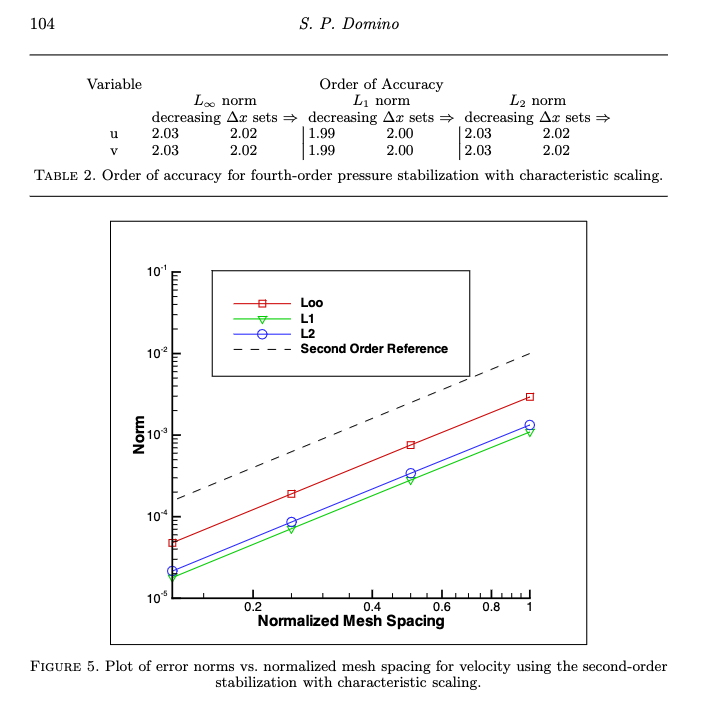 104 S. P. Domino
Variable Order of Accuracy
L∞ norm L1 norm L2 norm
decreasing Δx sets ⇒ decreasing Δx sets ⇒ decreasing Δx sets ⇒
u 2.03 2.02 1.99 2.00 2.03 2.02
v 2.03 2.02 1.99 2.00 2.03 2.02
TABLE 2. Order of accuracy for fourth-order pressure stabilization with characteristic scaling.
10-1
Loo
L1
L2
Second Order Reference
10-2
10-3
10-4
10-5
Norm
0.2 0.4 0.6 0.8 1
Normalized Mesh Spacing
FIGURE 5. Plot of error norms vs. normalized mesh spacing for velocity using the second-order
stabilization with characteristic scaling.